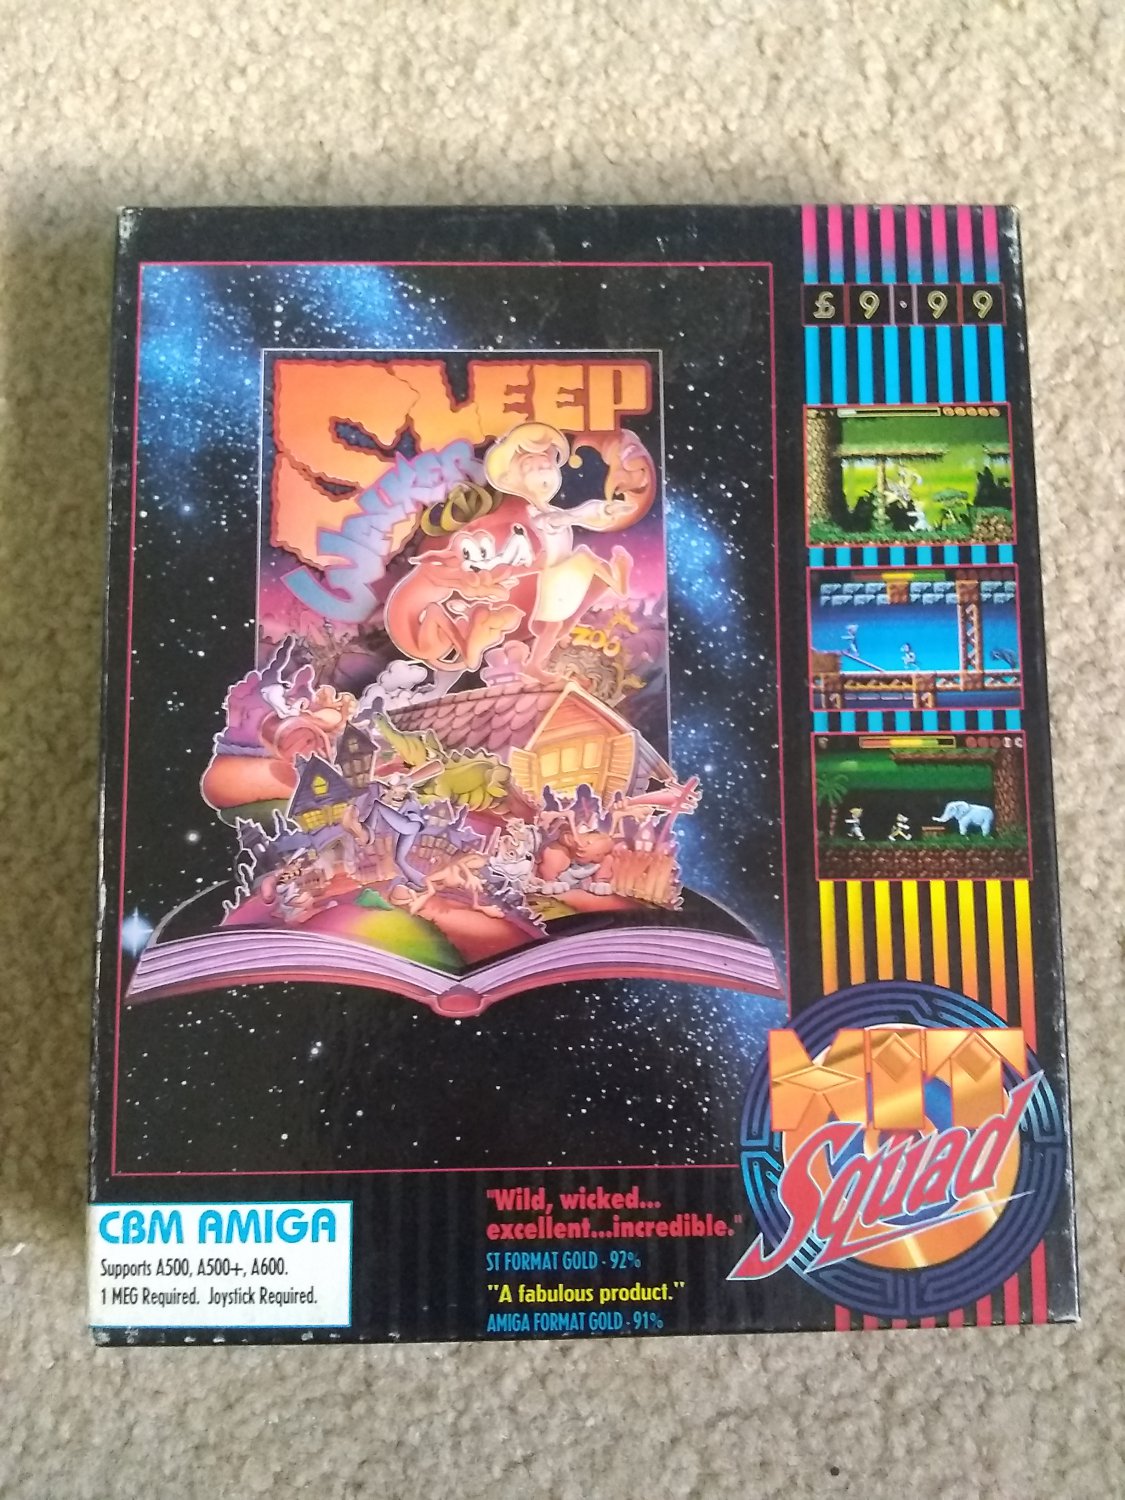 £9.99
SLEEP
WALKER
ZOO
HIT
Squad
"Wild, wicked...
excellent...incredible."
ST FORMAT GOLD - 92%
"A fabulous product."
AMIGA FORMAT GOLD - 91%
CBM AMIGA
Supports A500, A500+, A600.
1 MEG Required. Joystick Required.